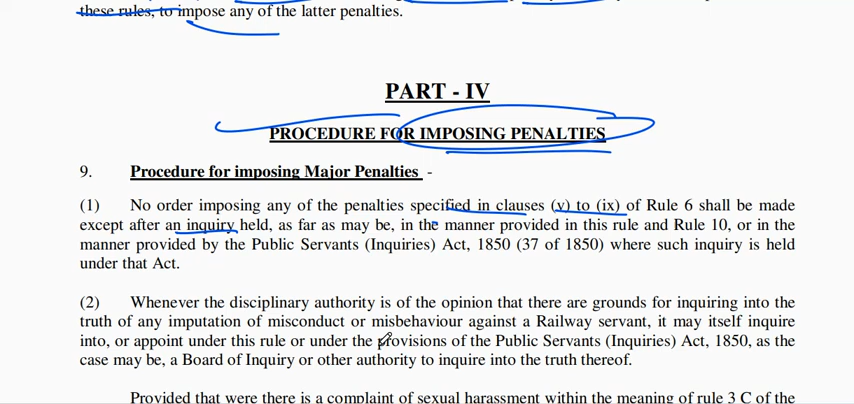 these rules, to impose any of the latter penalties.
PART - IV
PROCEDURE FOR IMPOSING PENALTIES
9. Procedure for imposing Major Penalties -
(1) No order imposing any of the penalties specified in clauses (v) to (ix) of Rule 6 shall be made
except after an inquiry held, as far as may be, in the manner provided in this rule and Rule 10, or in the
manner provided by the Public Servants (Inquiries) Act, 1850 (37 of 1850) where such inquiry is held
under that Act.
(2) Whenever the disciplinary authority is of the opinion that there are grounds for inquiring into the
truth of any imputation of misconduct or misbehaviour against a Railway servant, it may itself inquire
into, or appoint under this rule or under the provisions of the Public Servants (Inquiries) Act, 1850, as the
case may be, a Board of Inquiry or other authority to inquire into the truth thereof.
Provided that were there is a complaint of sexual harassment within the meaning of rule 3 C of the